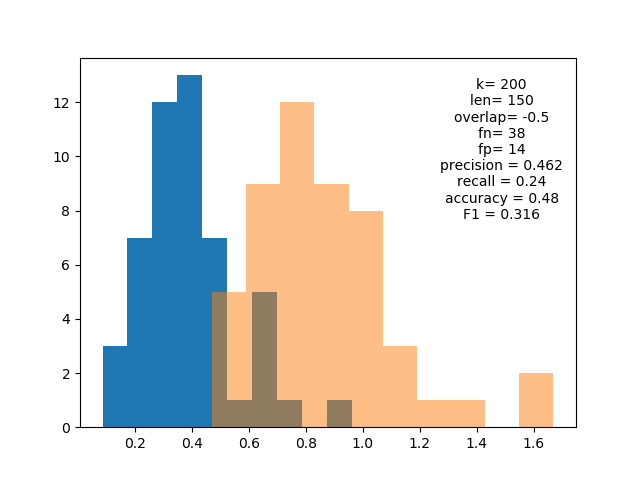 k= 200
len= 150
overlap= -0.5
fn= 38
fp= 14
precision = 0.462
recall = 0.24
accuracy = 0.48
F1 = 0.316
12
10
8
6
4
2
0
0.2 0.4 0.6 0.8 1.0 1.2 1.4 1.6